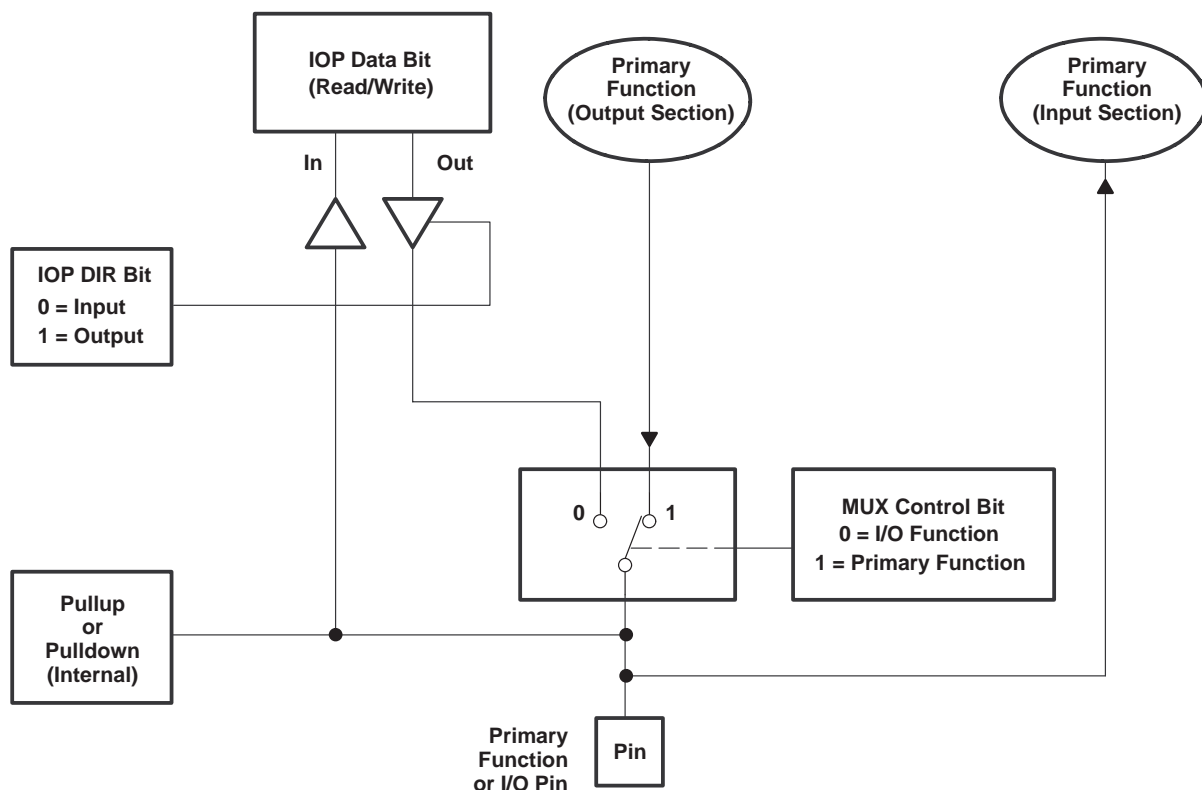 IOP Data Bit
(Read/Write)
Primary
Function
(Output Section)
Primary
Function
(Input Section)
In
Out
IOP DIR Bit
0 = Input
1 = Output
0
1
MUX Control Bit
0 = I/O Function
1 = Primary Function
Pullup
or
Pulldown
(Internal)
Primary
Function
or I/O Pin
Pin